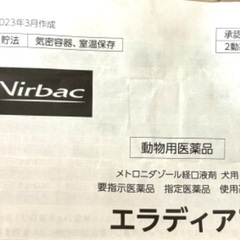 2023年3月作成
貯法
気密容器、室温保存
承認
2動
Virbac
動物用医薬品
メトロニダゾール経口液剤 犬用
要指示医薬品 指定医薬品 使用
エラディア